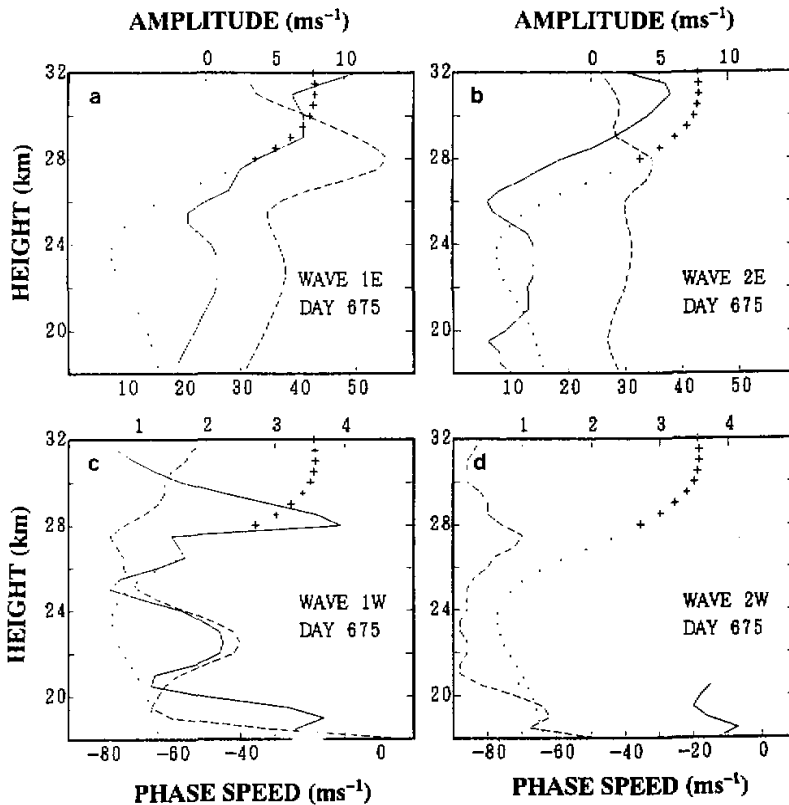 AMPLITUDE (ms⁻¹) AMPLITUDE (ms⁻¹)
0 5 10 0 5 10
32 32
a b
28 28
HEIGHT (km)
24 24
WAVE 1E WAVE 2E
DAY 675 DAY 675
20 20
10 20 30 40 50 10 20 30 40 50
1 2 3 4 1 2 3 4
32 32
c d
28 28
HEIGHT (km)
24 24
WAVE 1W WAVE 2W
DAY 675 DAY 675
20 20
−80 −60 −40 −20 0 −80 −60 −40 −20 0
PHASE SPEED (ms⁻¹) PHASE SPEED (ms⁻¹)